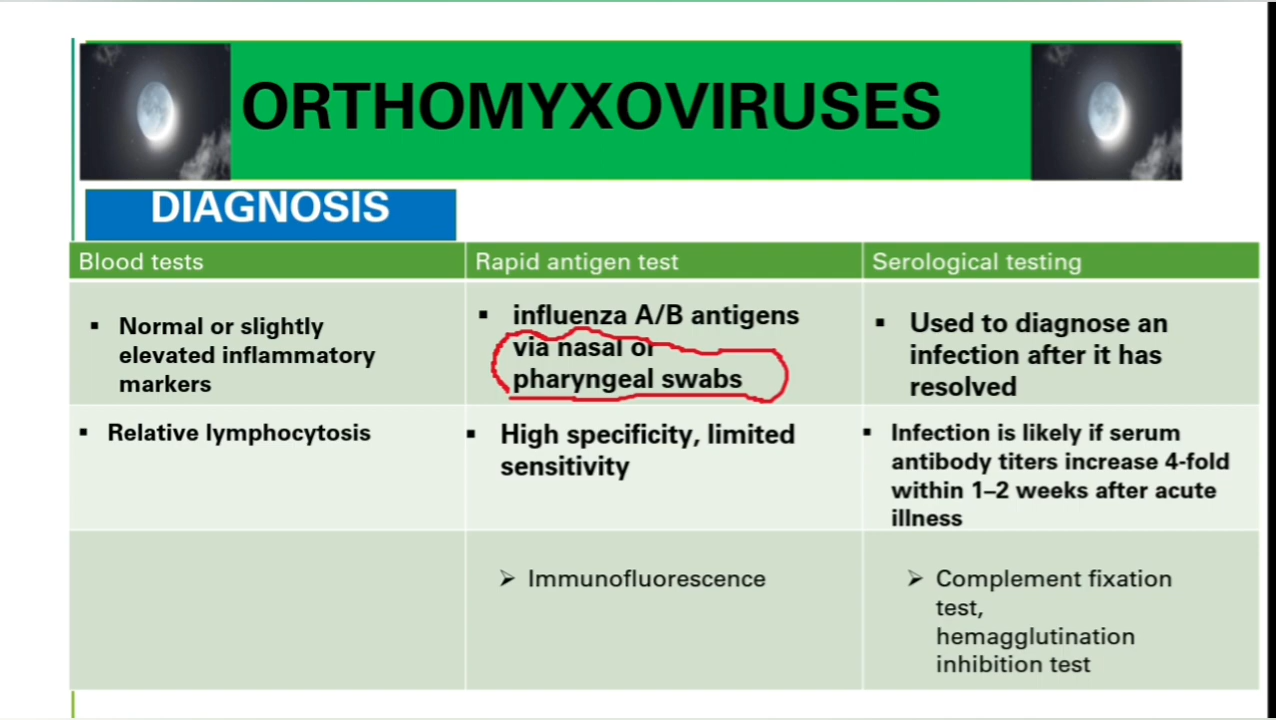 ORTHOMYXOVIRUSES
DIAGNOSIS
Blood tests
Rapid antigen test
Serological testing
▪ Normal or slightly
elevated inflammatory
markers
▪ influenza A/B antigens
via nasal or
pharyngeal swabs
▪ Used to diagnose an
infection after it has
resolved
▪ Relative lymphocytosis
▪ High specificity, limited
sensitivity
▪ Infection is likely if serum
antibody titers increase 4-fold
within 1–2 weeks after acute
illness
➢ Immunofluorescence
➢ Complement fixation
test,
hemagglutination
inhibition test